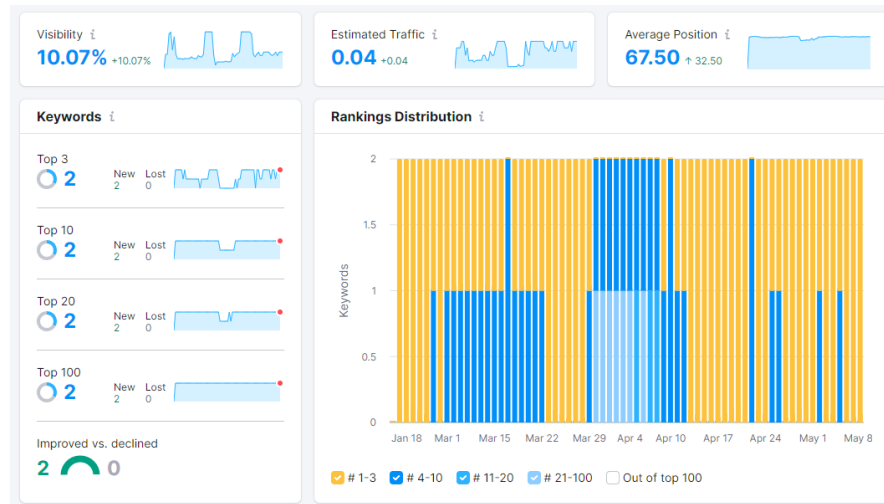 Visibility i
10.07% +10.07%
Estimated Traffic i
0.04 +0.04
Average Position i
67.50 ↑ 32.50
Keywords i
Top 3
2
New Lost
2 0
Top 10
2
New Lost
2 0
Top 20
2
New Lost
2 0
Top 100
2
New Lost
2 0
Improved vs. declined
2 0
Rankings Distribution i
Keywords
2
1.5
1
0.5
0
Jan 18 Mar 1 Mar 15 Mar 22 Mar 29 Apr 4 Apr 10 Apr 17 Apr 24 May 1 May 8
# 1-3 # 4-10 # 11-20 # 21-100 Out of top 100